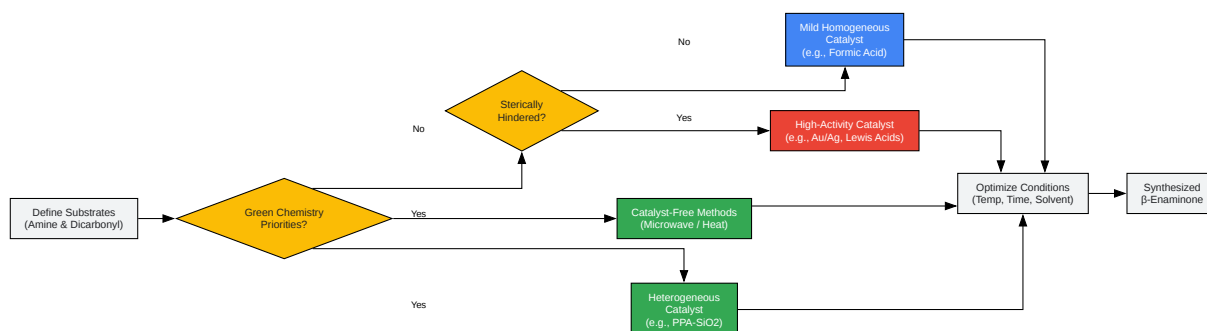 Mild Homogeneous
Catalyst
(e.g., Formic Acid)
No
Sterically
Hindered?
Yes
High-Activity Catalyst
(e.g., Au/Ag, Lewis Acids)
No
Define Substrates
(Amine & Dicarbonyl)
Green Chemistry
Priorities?
Yes
Catalyst-Free Methods
(Microwave / Heat)
Optimize Conditions
(Temp, Time, Solvent)
Synthesized
β-Enaminone
Yes
Heterogeneous
Catalyst
(e.g., PPA-SiO2)